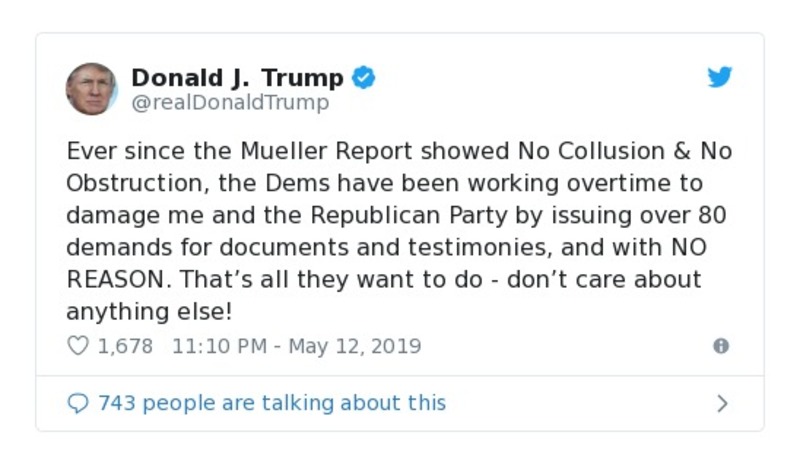 Donald J. Trump
@realDonaldTrump
Ever since the Mueller Report showed No Collusion & No
Obstruction, the Dems have been working overtime to
damage me and the Republican Party by issuing over 80
demands for documents and testimonies, and with NO
REASON. That’s all they want to do - don’t care about
anything else!
1,678 11:10 PM - May 12, 2019
743 people are talking about this